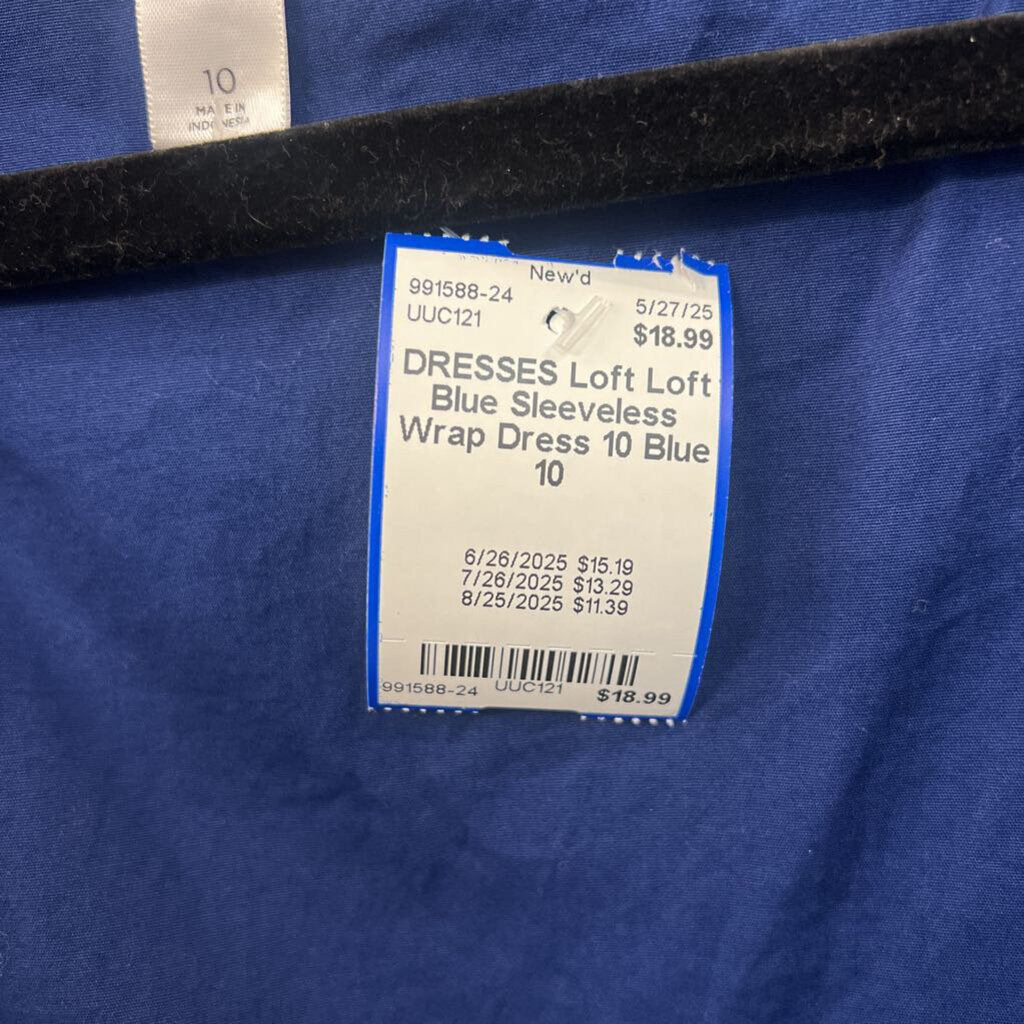 10
MADE IN
INDONESIA
New'd
991588-24
5/27/25
UUC121
$18.99
DRESSES Loft Loft
Blue Sleeveless
Wrap Dress 10 Blue
10
6/26/2025 $15.19
7/26/2025 $13.29
8/25/2025 $11.39
991588-24 UUC121 $18.99